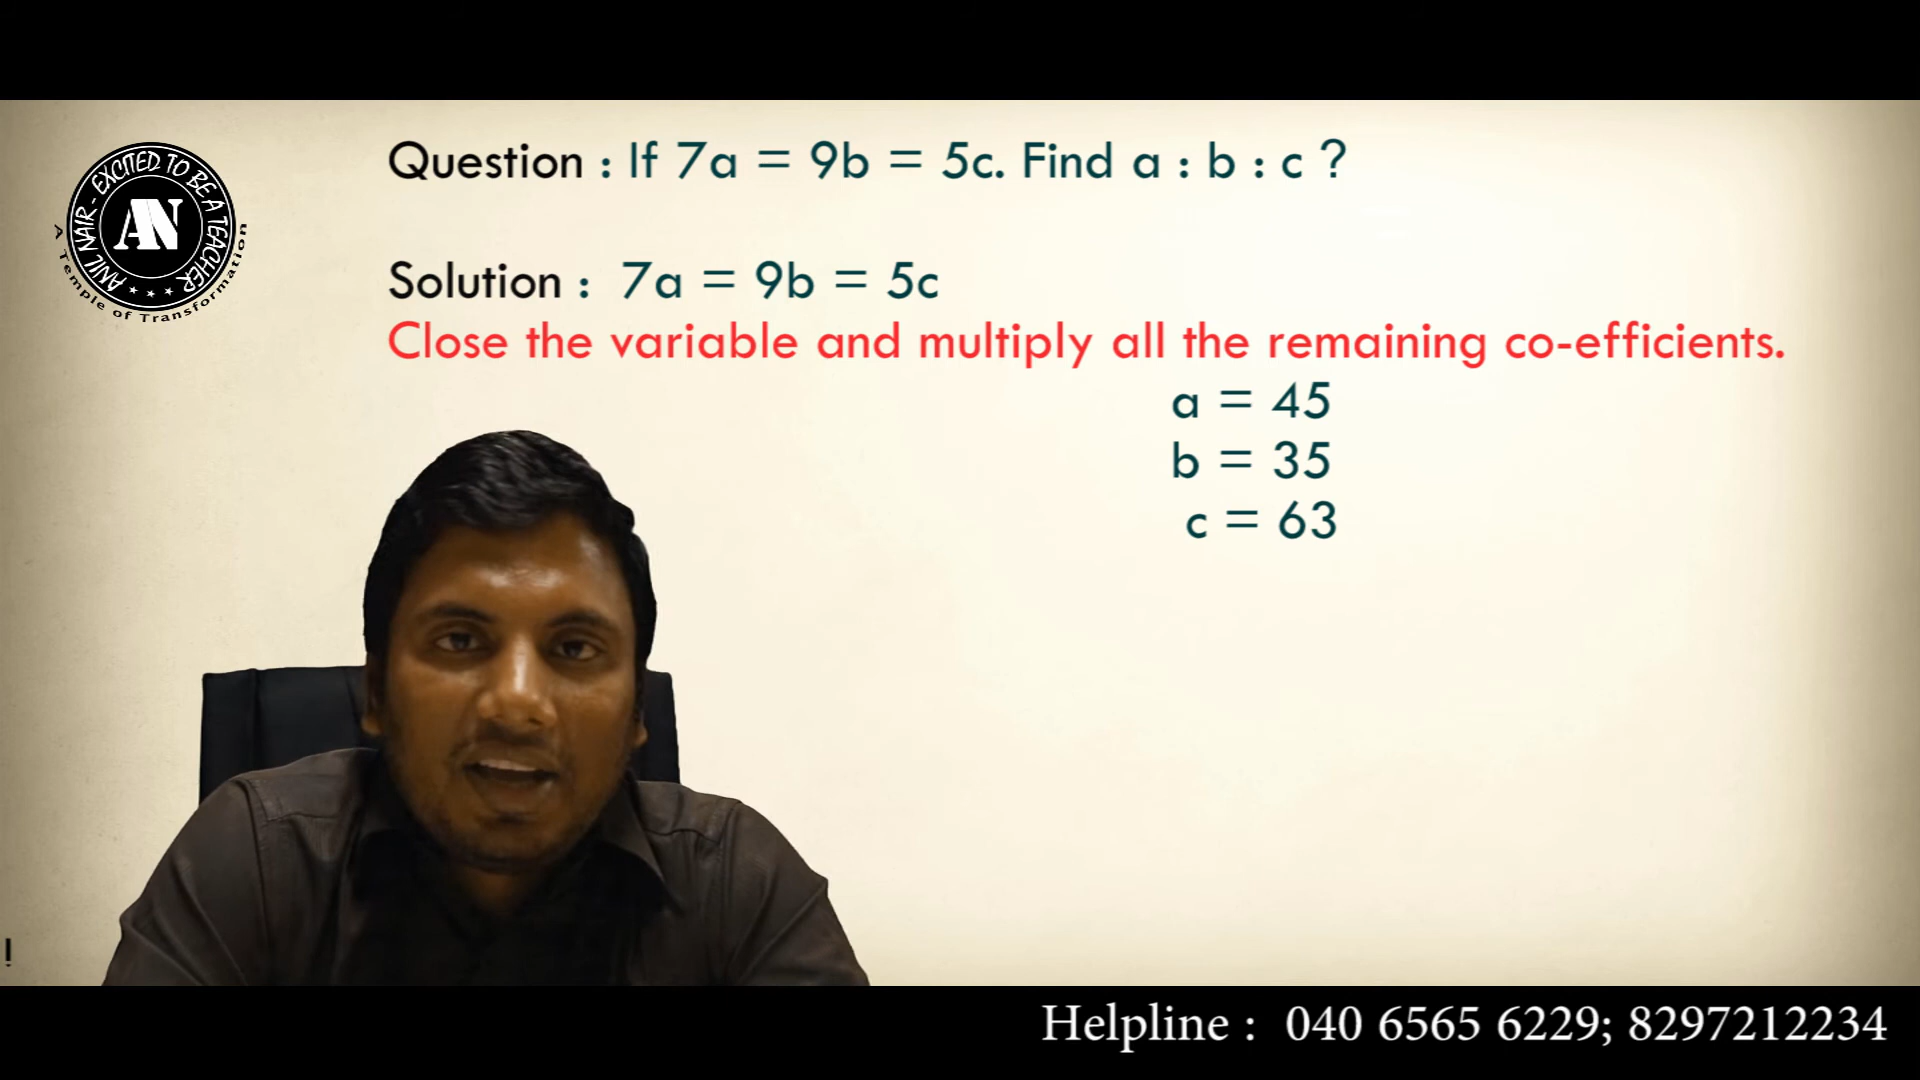 ANIL NAIR - EXCITED TO BE A TEACHER
AN
A Temple of Transformation
Question : If 7a = 9b = 5c. Find a : b : c ?
Solution : 7a = 9b = 5c
Close the variable and multiply all the remaining co-efficients.
a = 45
b = 35
c = 63
!
Helpline : 040 6565 6229; 8297212234